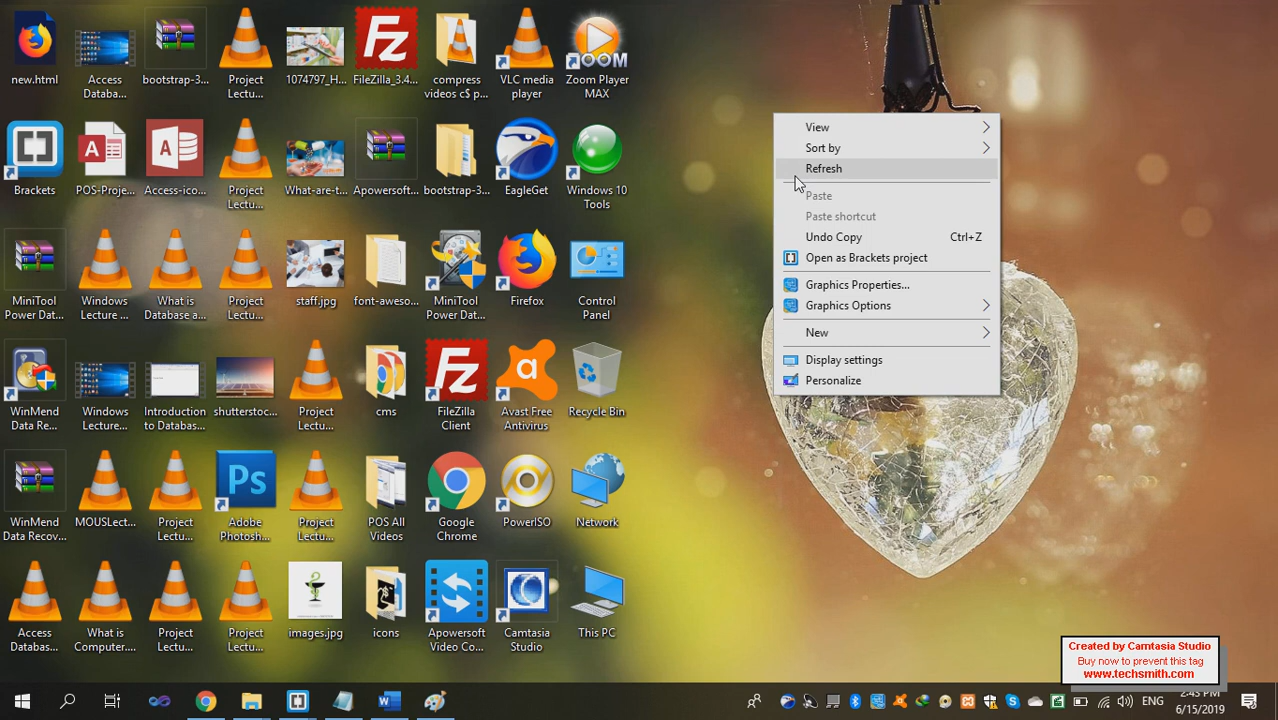 new.html
Access
Databa...
bootstrap-3...
Project
Lectu...
1074797_H...
FileZilla_3.4...
compress
videos c$ p...
VLC media
player
Zoom Player
MAX
ZOOM
Brackets
POS-Proje...
Access-ico...
Project
Lectu...
What-are-t...
Apowersoft...
bootstrap-3...
EagleGet
Windows 10
Tools
MiniTool
Power Dat...
Windows
Lecture ...
What is
Database a...
Project
Lectu...
staff.jpg
font-aweso...
MiniTool
Power Dat...
Firefox
Control
Panel
WinMend
Data Re...
Windows
Lecture...
Introduction
to Databas...
shutterstoc...
Project
Lectu...
cms
FileZilla
Client
Avast Free
Antivirus
Recycle Bin
WinMend
Data Recov...
MOUSLect...
Project
Lectu...
Ps
Adobe
Photosh...
Project
Lectu...
POS All
Videos
Google
Chrome
PowerISO
Network
Access
Databas...
What is
Computer....
Project
Lectu...
Project
Lectu...
images.jpg
icons
Apowersoft
Video Co...
Camtasia
Studio
This PC
View
Sort by
Refresh
Paste
Paste shortcut
Undo Copy Ctrl+Z
Open as Brackets project
Graphics Properties...
Graphics Options
New
Display settings
Personalize
Created by Camtasia Studio
Buy now to prevent this tag
www.techsmith.com
ENG
2:43 PM
6/15/2019